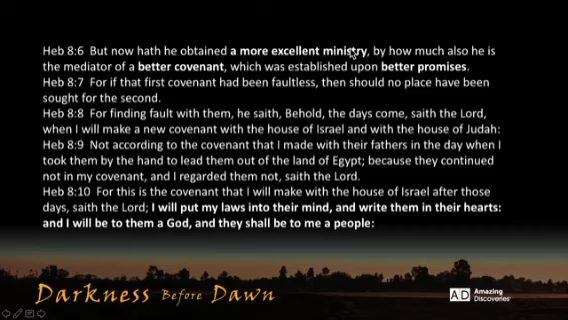 Heb 8:6  But now hath he obtained a more excellent ministry, by how much also he is
the mediator of a better covenant, which was established upon better promises.
Heb 8:7  For if that first covenant had been faultless, then should no place have been
sought for the second.
Heb 8:8  For finding fault with them, he saith, Behold, the days come, saith the Lord,
when I will make a new covenant with the house of Israel and with the house of Judah:
Heb 8:9  Not according to the covenant that I made with their fathers in the day when I
took them by the hand to lead them out of the land of Egypt; because they continued
not in my covenant, and I regarded them not, saith the Lord.
Heb 8:10  For this is the covenant that I will make with the house of Israel after those
days, saith the Lord; I will put my laws into their mind, and write them in their hearts:
and I will be to them a God, and they shall be to me a people:
Darkness Before Dawn
AD Amazing
Discoveries